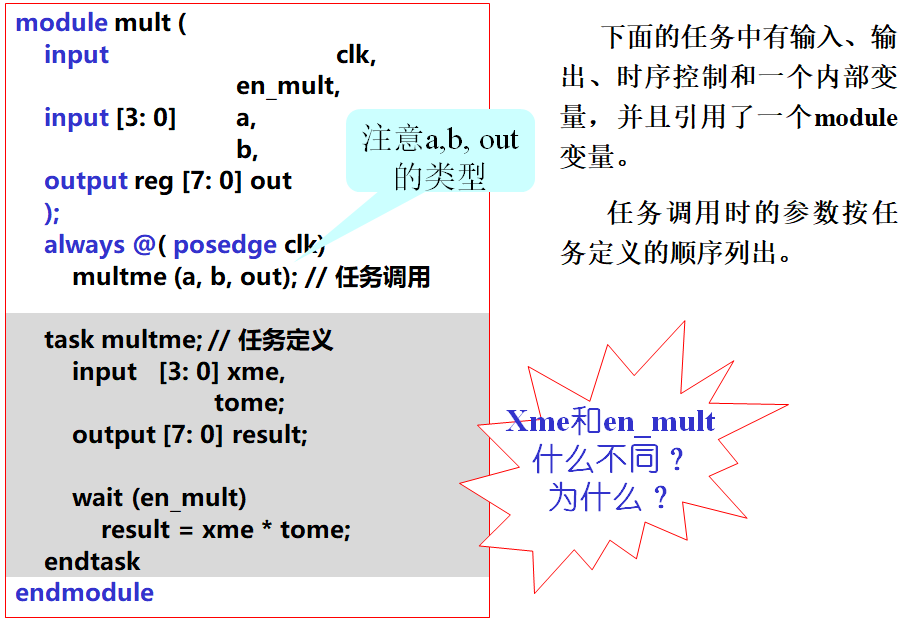 module mult (
input clk,
en_mult,
input [3: 0] a,
b,
output reg [7: 0] out
);
always @( posedge clk)
multme (a, b, out); // 任务调用
task multme; // 任务定义
input [3: 0] xme,
tome;
output [7: 0] result;
wait (en_mult)
result = xme * tome;
endtask
endmodule
注意a,b, out
的类型
下面的任务中有输入、输
出、时序控制和一个内部变
量，并且引用了一个module
变量。
任务调用时的参数按任
务定义的顺序列出。
Xme和en_mult
什么不同？
为什么？